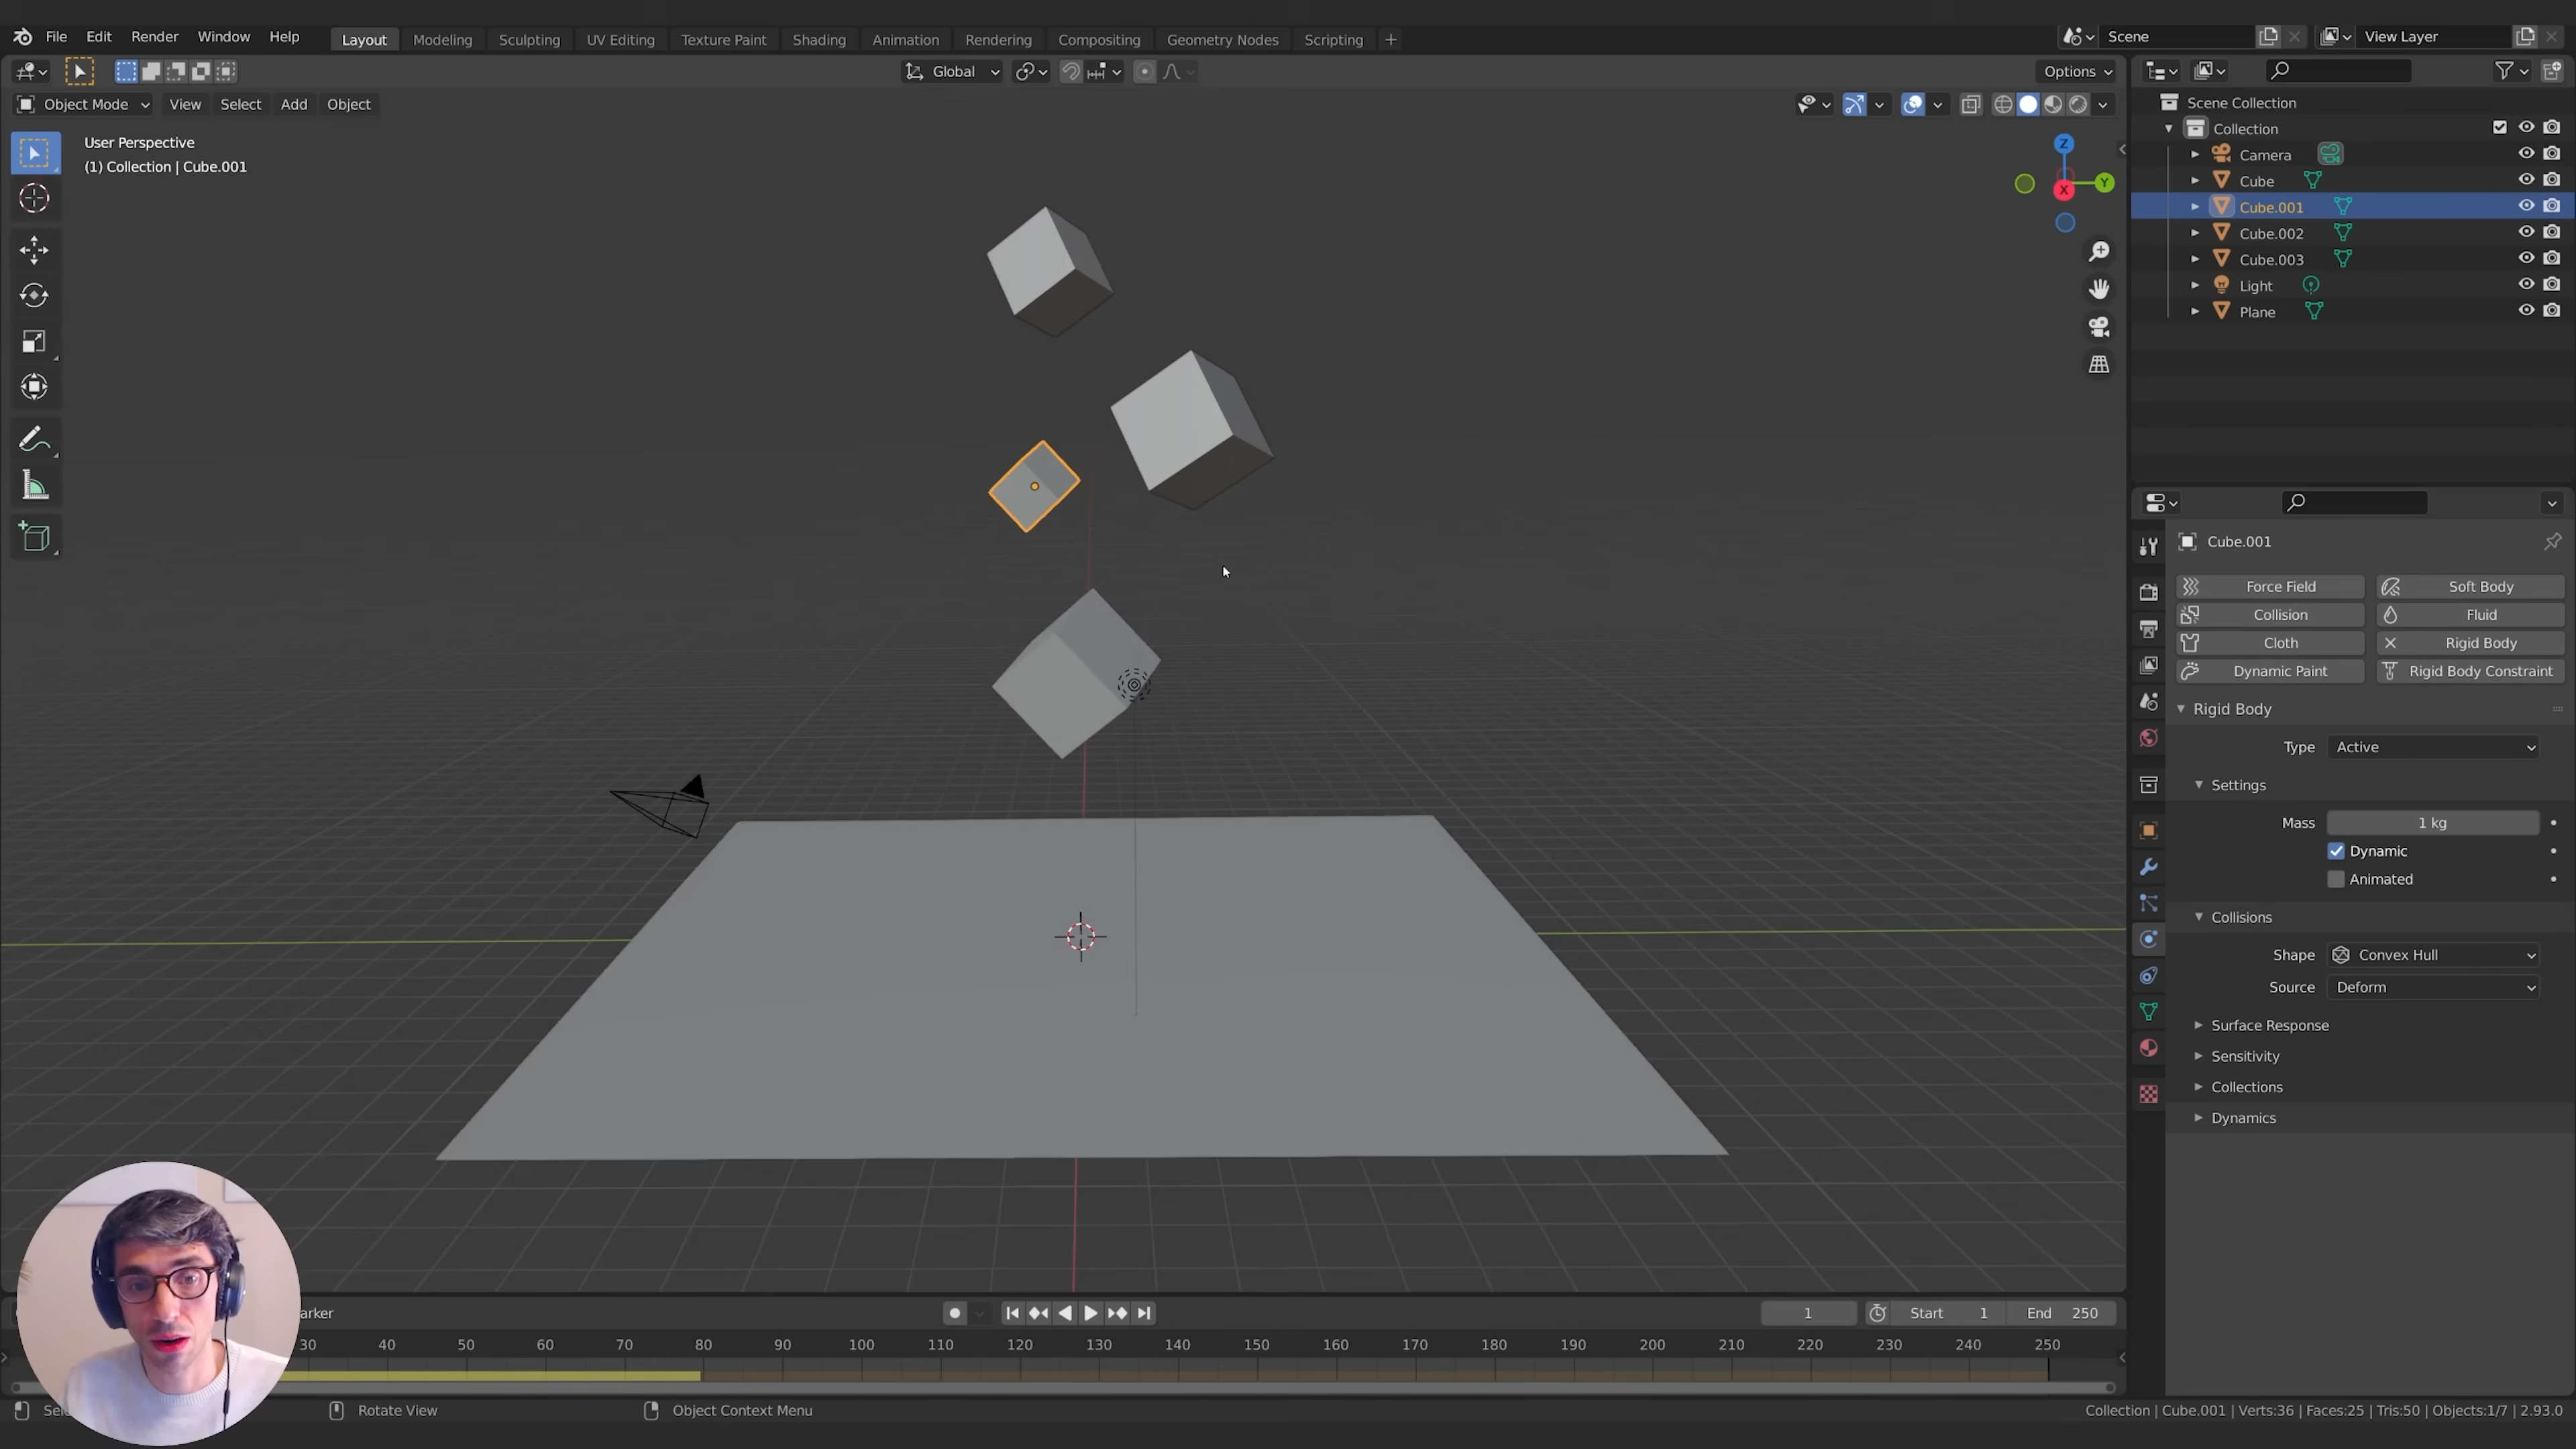 File Edit Render Window Help Layout Modeling Sculpting UV Editing Texture Paint Shading Animation Rendering Compositing Geometry Nodes Scripting + Scene View Layer
Global Options
Object Mode View Select Add Object
User Perspective
(1) Collection | Cube.001
Z
Y
X
Scene Collection
Collection
Camera
Cube
Cube.001
Cube.002
Cube.003
Light
Plane
Cube.001
Force Field Soft Body
Collision Fluid
Cloth Rigid Body
Dynamic Paint Rigid Body Constraint
Rigid Body
Type Active
Settings
Mass 1 kg
Dynamic
Animated
Collisions
Shape Convex Hull
Source Deform
Surface Response
Sensitivity
Collections
Dynamics
arker 1 Start 1 End 250
30 40 50 60 70 80 90 100 110 120 130 140 150 160 170 180 190 200 210 220 230 240 250
Rotate View Object Context Menu Collection | Cube.001 | Verts:36 | Faces:25 | Tris:50 | Objects:1/7 | 2.93.0